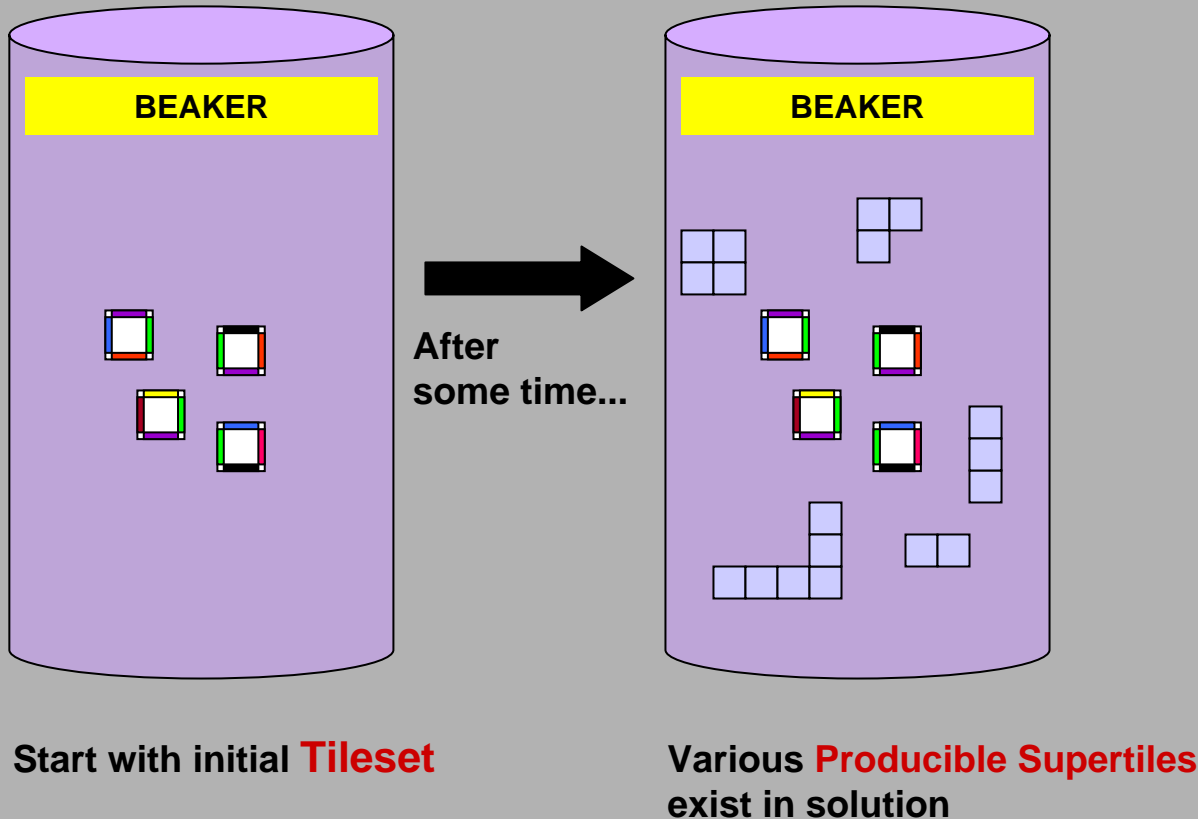 BEAKER
BEAKER
After
some time...
Start with initial Tileset
Various Producible Supertiles
exist in solution